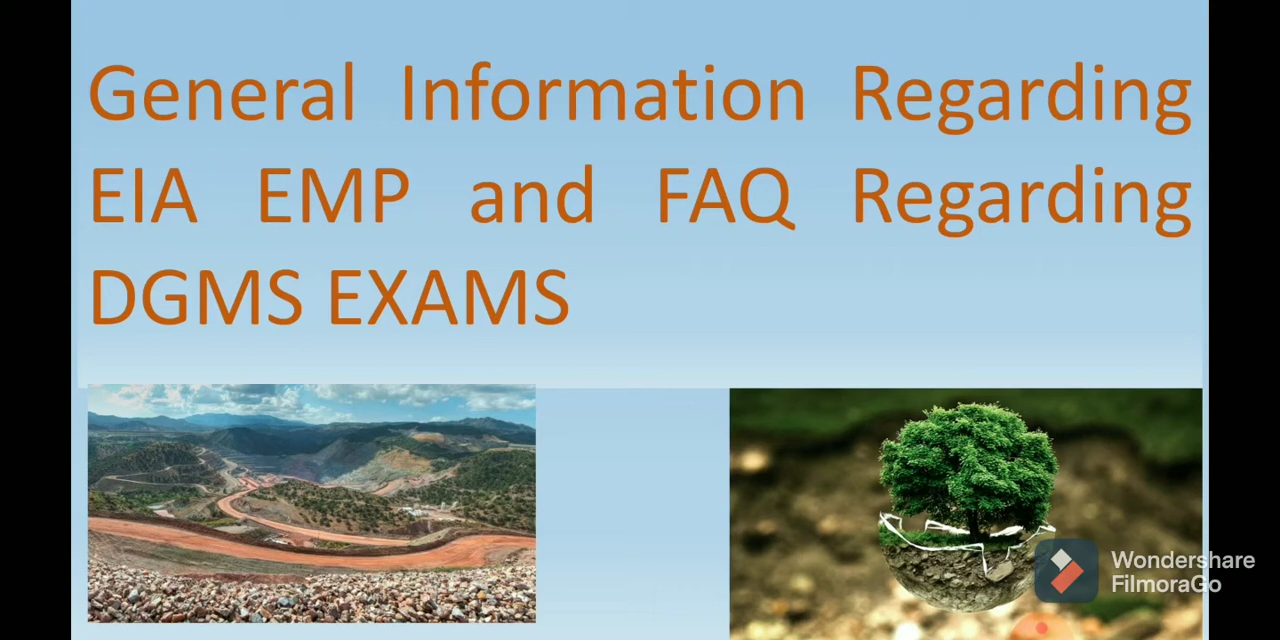 General Information Regarding
EIA EMP and FAQ Regarding
DGMS EXAMS
Wondershare
FilmoraGo